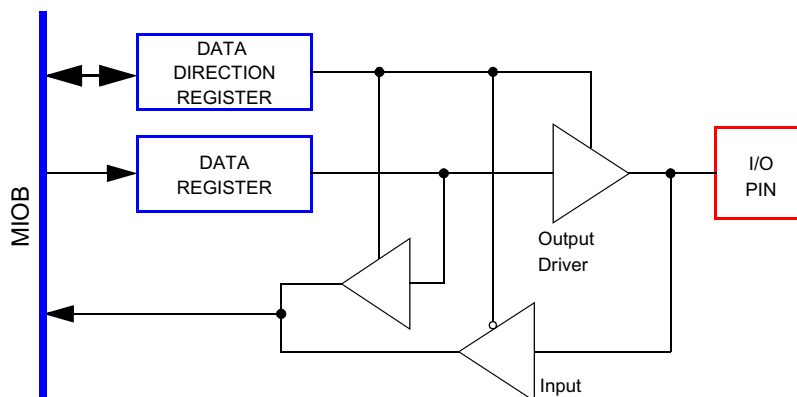 DATA
DIRECTION
REGISTER
DATA
REGISTER
I/O
PIN
MIOB
Output
Driver
Input